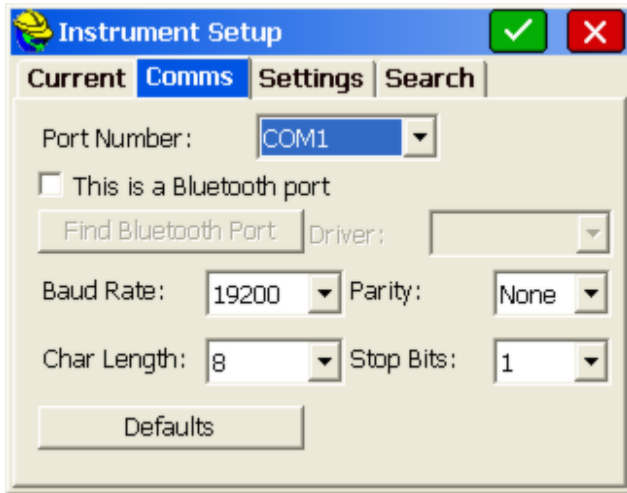 Instrument Setup
Current Comms Settings Search
Port Number: COM1
This is a Bluetooth port
Find Bluetooth Port Driver:
Baud Rate: 19200 Parity: None
Char Length: 8 Stop Bits: 1
Defaults